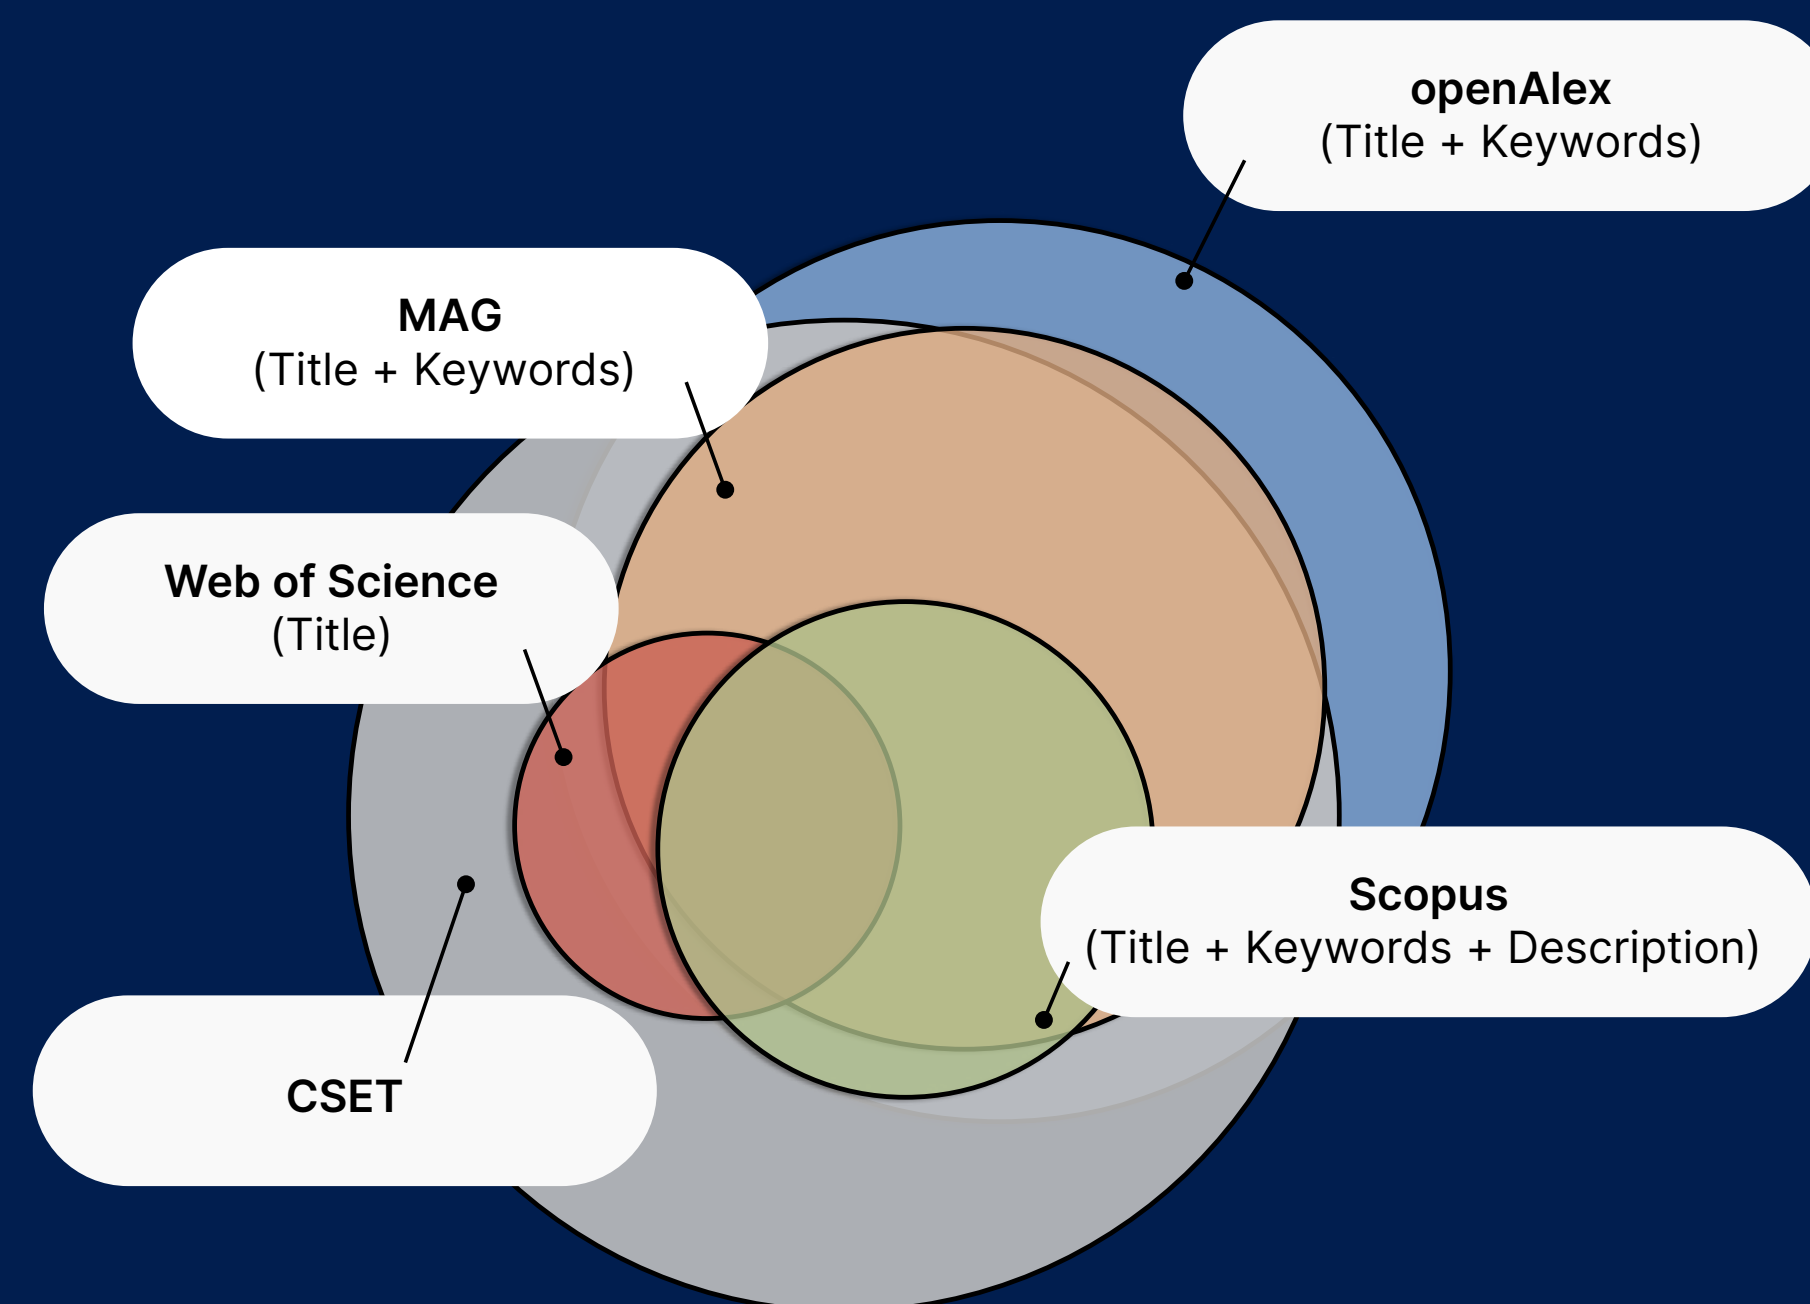 openAlex
(Title + Keywords)
MAG
(Title + Keywords)
Web of Science
(Title)
Scopus
(Title + Keywords + Description)
CSET